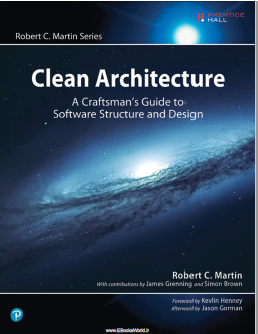 PRENTICE
HALL
Robert C. Martin Series
Clean Architecture
A Craftsman's Guide to
Software Structure and Design
Robert C. Martin
With contributions by James Grenning and Simon Brown
Foreword by Kevlin Henney
Afterword by Jason Gorman
P
www.EBooksWorld.ir